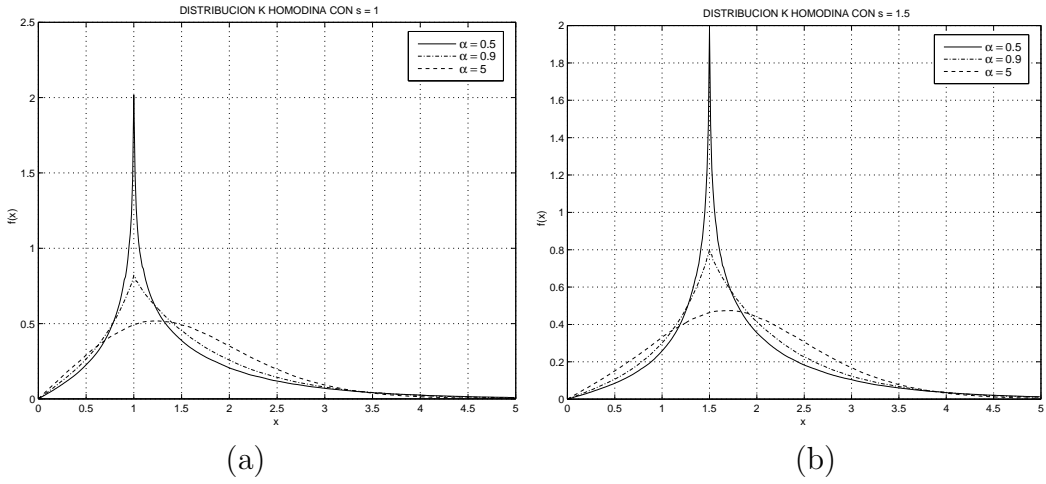 DISTRIBUCION K HOMODINA CON s = 1
2.5
2
1.5
1
0.5
0
f(x)
α = 0.5
α = 0.9
α = 5
0 0.5 1 1.5 2 2.5 3 3.5 4 4.5 5
x
(a)
DISTRIBUCION K HOMODINA CON s = 1.5
2
1.8
1.6
1.4
1.2
1
0.8
0.6
0.4
0.2
0
f(x)
α = 0.5
α = 0.9
α = 5
0 0.5 1 1.5 2 2.5 3 3.5 4 4.5 5
x
(b)